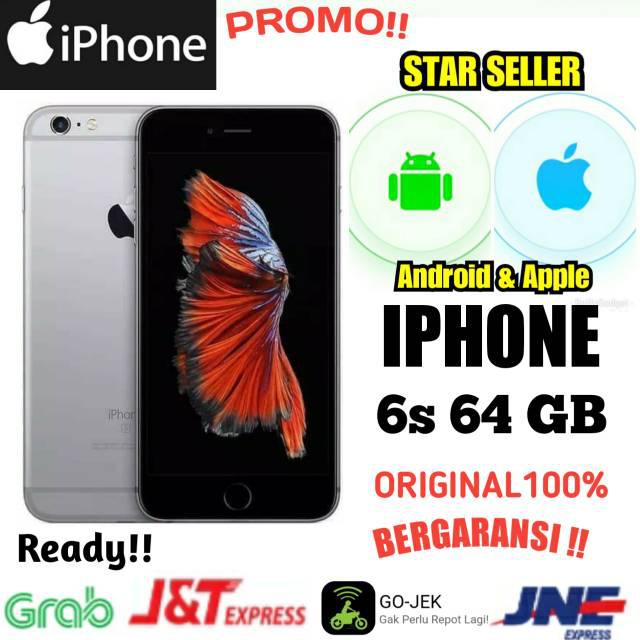 iPhone
PROMO!!
STAR SELLER
Android & Apple
IPHONE
6s 64 GB
ORIGINAL100%
BERGARANSI !!
iPhon
S
Ready!!
Grab
J&T EXPRESS
GO-JEK
Gak Perlu Repot Lagi!
JNE
EXPRESS